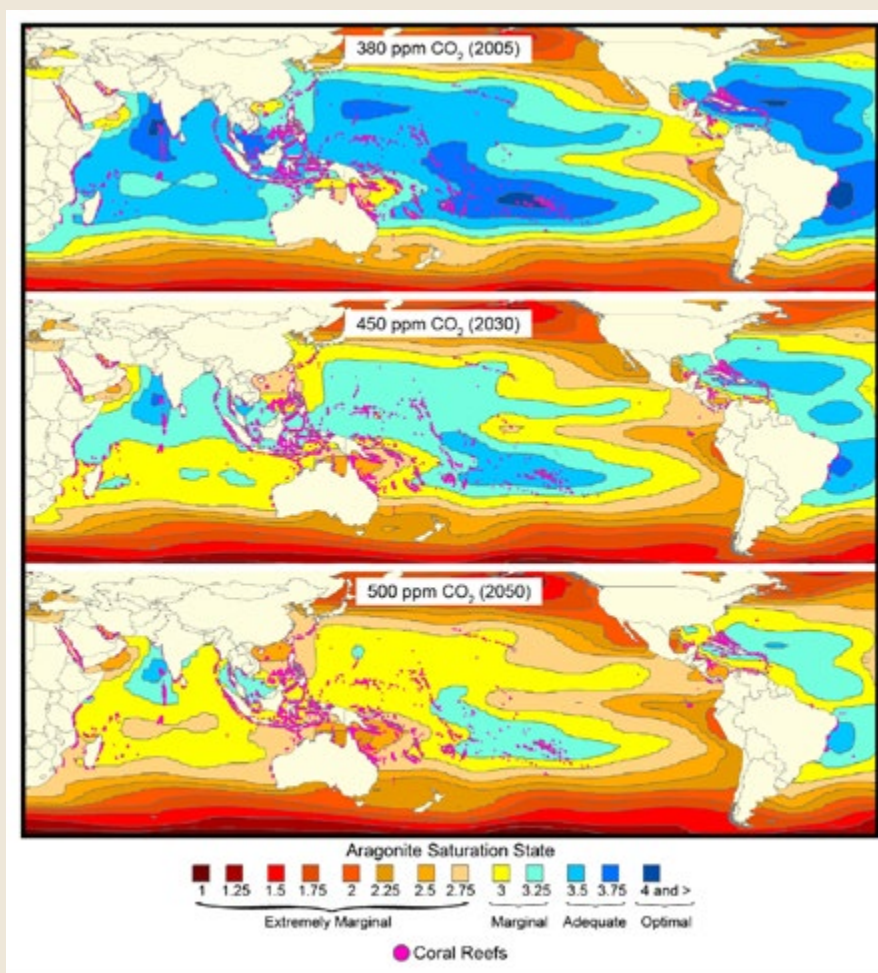 380 ppm CO₂ (2005)
450 ppm CO₂ (2030)
500 ppm CO₂ (2050)
Aragonite Saturation State
1 1.25 1.5 1.75 2 2.25 2.5 2.75 3 3.25 3.5 3.75 4 and >
Extremely Marginal Marginal Adequate Optimal
Coral Reefs